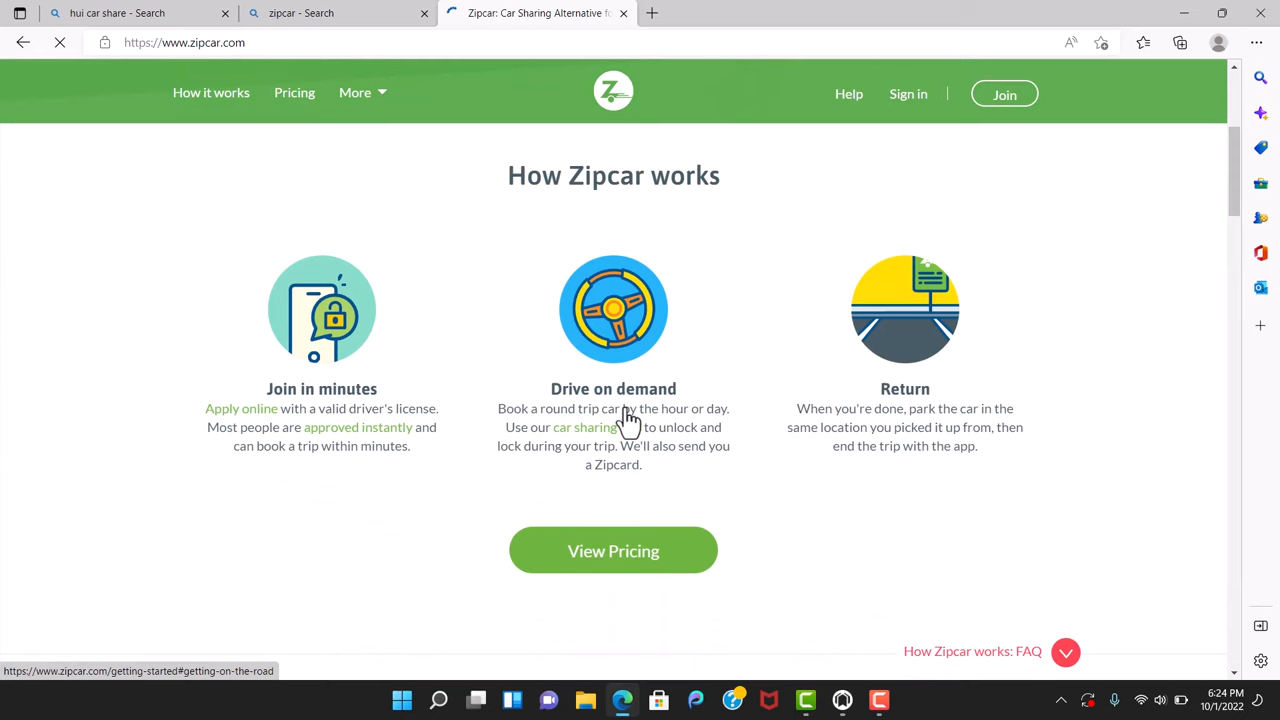 hui car share - Search
zipcar - Search
Zipcar: Car Sharing Alternative fo
https://www.zipcar.com
How it works
Pricing
More
Z
Help
Sign in
Join
How Zipcar works
Join in minutes
Apply online with a valid driver's license.
Most people are approved instantly and
can book a trip within minutes.
Drive on demand
Book a round trip car by the hour or day.
Use our car sharing to unlock and
lock during your trip. We'll also send you
a Zipcard.
Return
When you're done, park the car in the
same location you picked it up from, then
end the trip with the app.
View Pricing
How Zipcar works: FAQ
https://www.zipcar.com/getting-started#getting-on-the-road
6:24 PM
10/1/2022